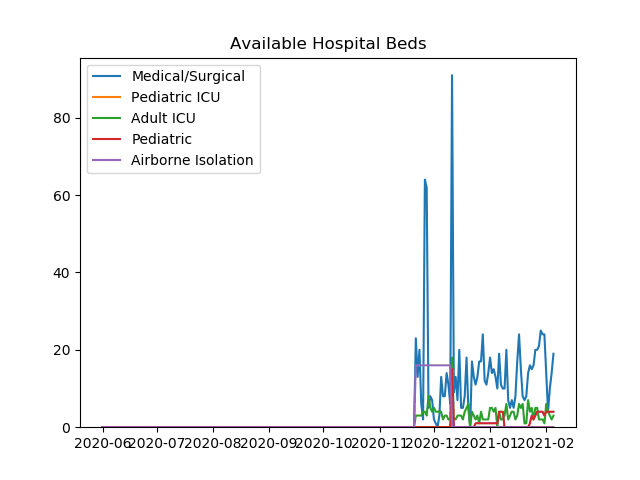 Available Hospital Beds
Medical/Surgical
Pediatric ICU
Adult ICU
Pediatric
Airborne Isolation
80
60
40
20
0
2020-06 2020-07 2020-08 2020-09 2020-10 2020-11 2020-12 2021-01 2021-02